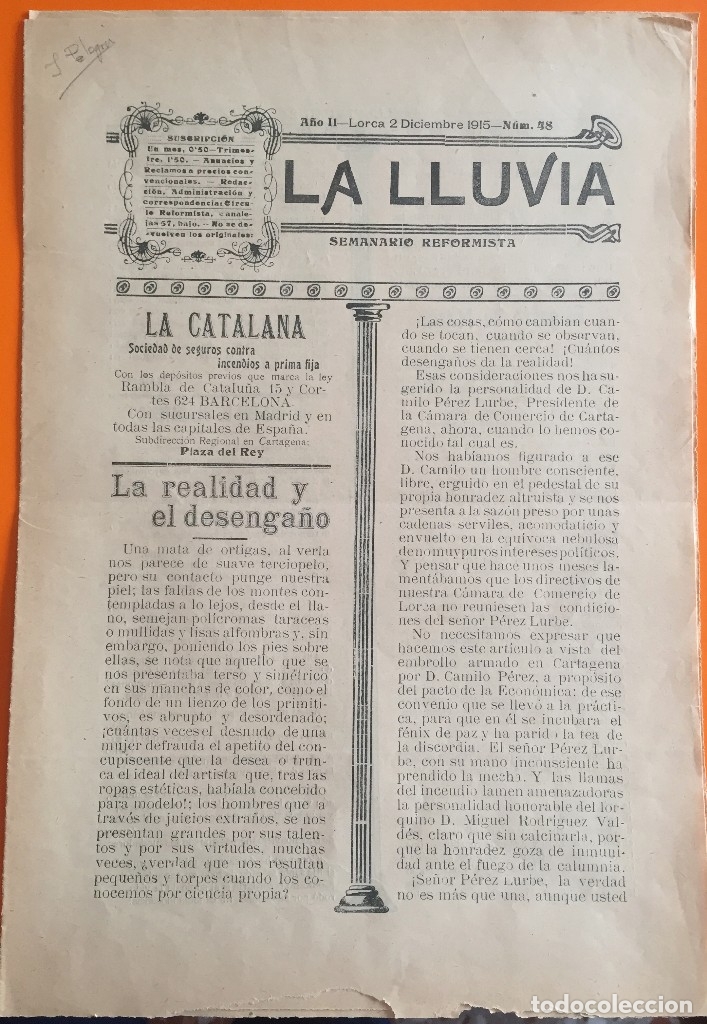 Año II—Lorca 2 Diciembre 1915—Núm. 48
SUSCRIPCIÓN
Un mes, 0'50—Trimes-
tre, 1'50. — Anuncios y
Reclamos a precios con-
vencionales. — Redac-
ción, Administración y
correspondencia: Circu-
lo Reformista, Canale-
jas 57, bajo. — No se de-
vuelven los originales:
LA LLUVIA
SEMANARIO REFORMISTA
LA CATALANA
Sociedad de seguros contra
incendios a prima fija
Con los depósitos previos que marca la ley
Rambla de Cataluña 15 y Cor-
tes 624 BARCELONA.
Con sucursales en Madrid y en
todas las capitales de España.
Subdirección Regional en Cartagena:
Plaza del Rey
La realidad y
el desengaño
Una mata de ortigas, al verla
nos parece de suave terciopelo,
pero su contacto punge nuestra
piel; las faldas de los montes con-
templadas a lo lejos, desde el lla-
no, semejan polícromas taraceas
o mullidas y lisas alfombras y, sin
embargo, poniendo los pies sobre
ellas, se nota que aquello que se
nos presentaba terso y simétrico
en sus manchas de color, como el
fondo de un lienzo de los primiti-
vos, es abrupto y desordenado;
¡cuántas veces el desnudo de una
mujer defrauda el apetito del con-
cupiscente que la desea o trun-
ca el ideal del artista que, tras las
ropas estéticas, habíala concebido
para modelo!; los hombres que a
través de juicios extraños, se nos
presentan grandes por sus talen-
tos y por sus virtudes, muchas
veces, ¿verdad que nos resultan
pequeños y torpes cuando los co-
nocemos por ciencia propia?
¡Las cosas, cómo cambian cuan-
do se tocan, cuando se observan,
cuando se tienen cerca! ¡Cuántos
desengaños da la realidad!
Esas consideraciones nos ha su-
gerido la personalidad de D. Ca-
milo Pérez Lurbe, Presidente de
la Cámara de Comercio de Carta-
gena, ahora, cuando lo hemos co-
nocido tal cual es.
Nos habíamos figurado a ese
D. Camilo un hombre consciente,
libre, erguido en el pedestal de su
propia honradez altruista y se nos
presenta a la sazón preso por unas
cadenas serviles, acomodaticio y
envuelto en la equívoca nebulosa
de no muy puros intereses políticos.
Y pensar que hace unos meses la-
mentábamos que los directivos de
nuestra Cámara de Comercio de
Lorca no reuniesen las condicio-
nes del señor Pérez Lurbe.
No necesitamos expresar que
hacemos este artículo a vista del
embrollo armado en Cartagena
por D. Camilo Pérez, a propósito
del pacto de la Económica; de ese
convenio que se llevó a la prácti-
ca, para que en él se incubara el
fénix de paz y ha parido la tea de
la discordia. El señor Pérez Lur-
be, con su mano inconsciente ha
prendido la mecha. Y las llamas
del incendio lamen amenazadoras
la personalidad honorable del lor-
quino D. Miguel Rodríguez Val-
dés, claro que sin calcinarla, por-
que la honradez goza de inmuni-
dad ante el fuego de la calumnia.
¡Señor Pérez Lurbe, la verdad
no es más que una, aunque usted
todocoleccion